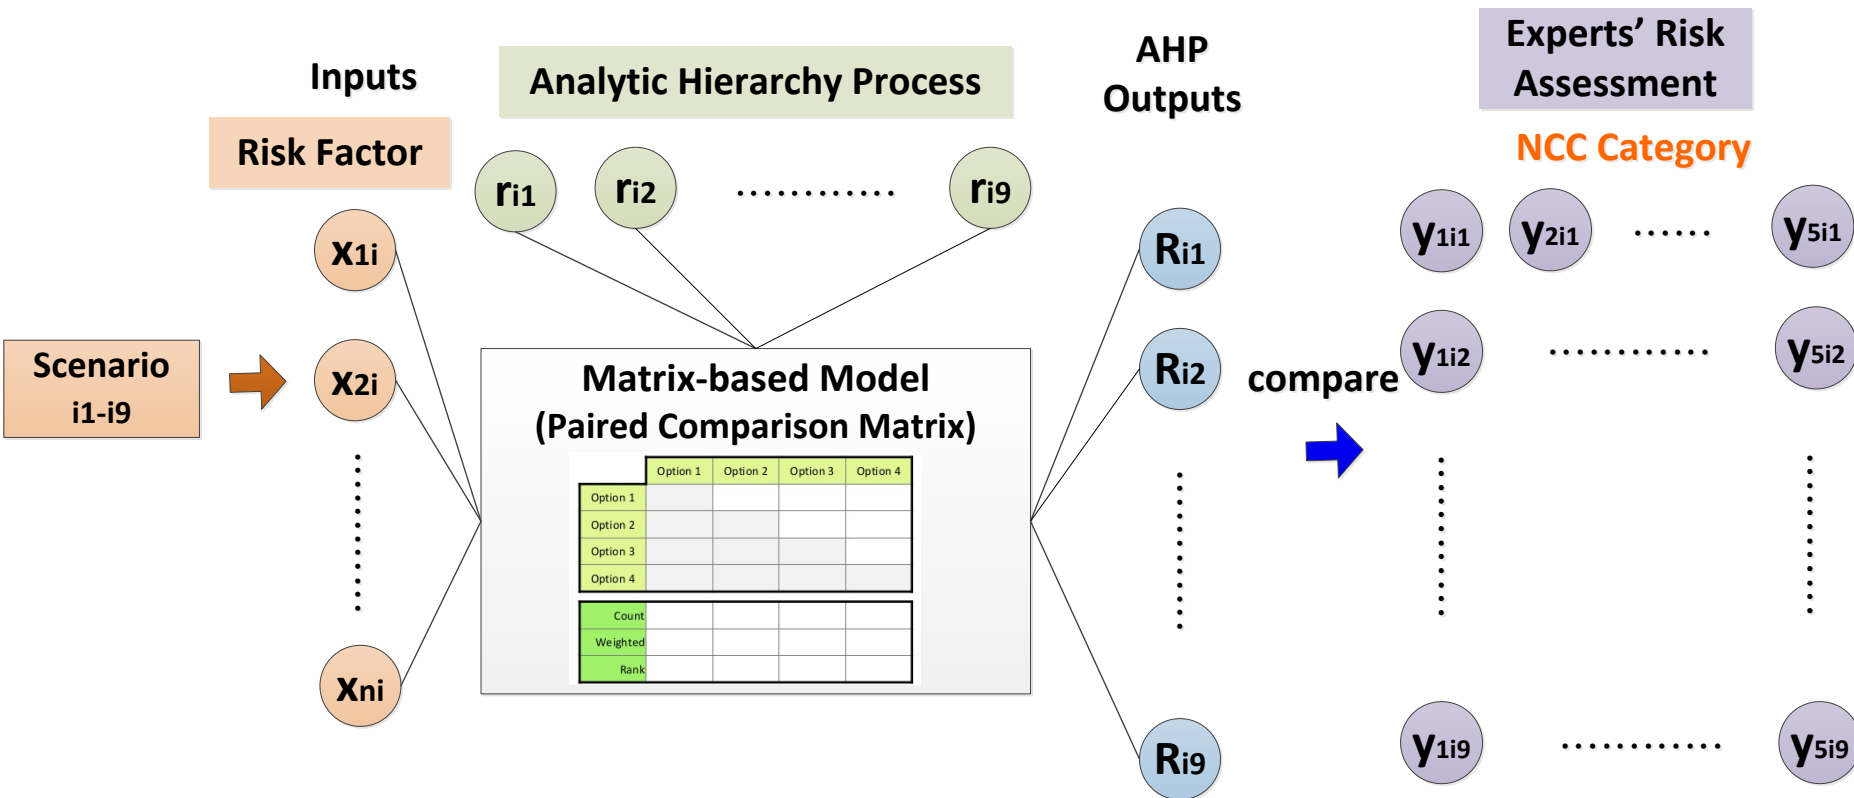 Inputs
Analytic Hierarchy Process
AHP
Outputs
Experts' Risk
Assessment
NCC Category
Risk Factor
ri1
ri2
............
ri9
x1i
x2i
xni
Scenario
i1-i9
Matrix-based Model
(Paired Comparison Matrix)
Option 1 Option 2 Option 3 Option 4
Option 1
Option 2
Option 3
Option 4
Count
Weighted
Rank
Ri1
Ri2
Ri9
compare
y1i1 y2i1 ...... y5i1
y1i2 ............ y5i2
y1i9 ............ y5i9